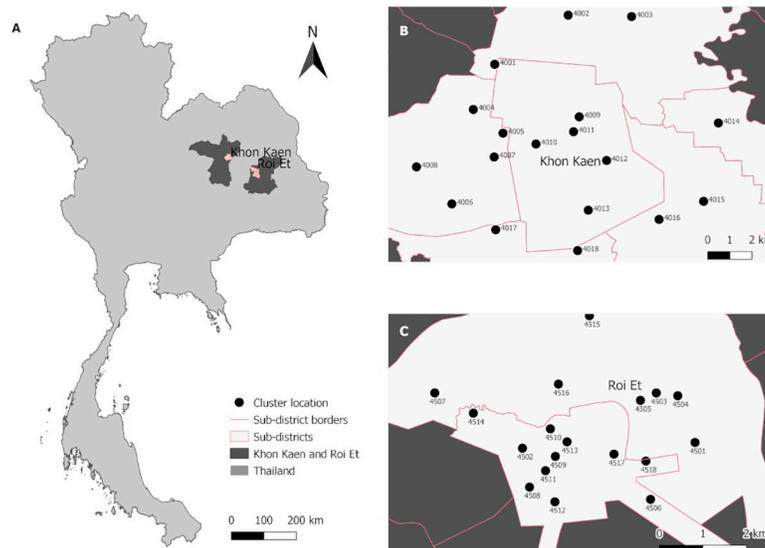 A
N
Khon Kaen
Roi Et
Cluster location
Sub-district borders
Sub-districts
Khon Kaen and Roi Et
Thailand
0 100 200 km
B
4002
4003
4001
4004
4009
4014
4005
4011
4010
4007
Khon Kaen
4012
4008
4006
4015
4013
4016
4017
4018
0 1 2 km
C
4515
Roi Et
4516
4507
4503
4504
4505
4514
4510
4513
4502
4501
4509
4517
4518
4511
4508
4512
4506
0 1 2 km